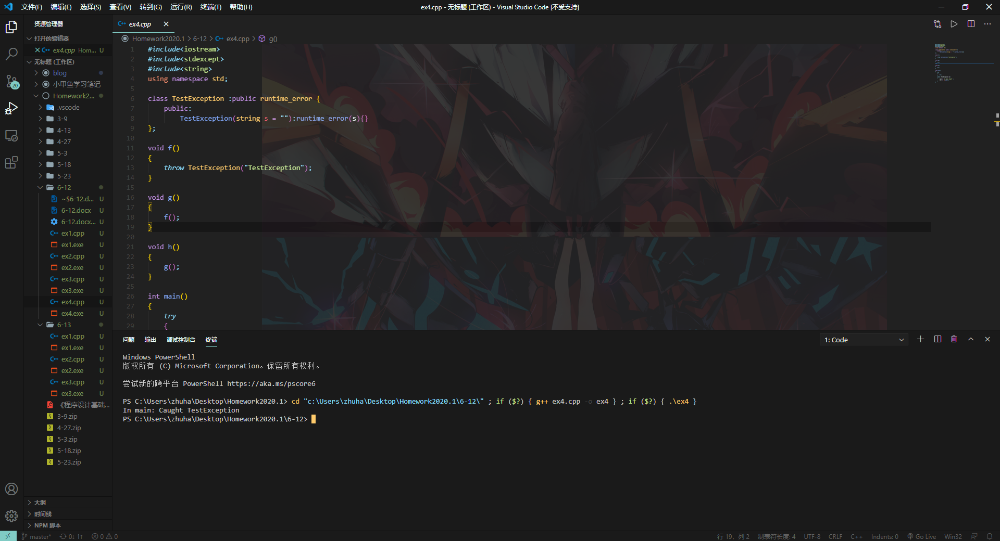 文件(F) 编辑(E) 选择(S) 查看(V) 转到(G) 运行(R) 终端(T) 帮助(H) ex4.cpp - 无标题 (工作区) - Visual Studio Code [不受支持]
资源管理器
打开的编辑器
ex4.cpp Hom... U
无标题 (工作区)
blog
小甲鱼学习笔记
Homework2...
.vscode
3-9
4-13
4-27
5-3
5-18
5-23
6-12
~$6-12.d... U
6-12.docx U
6-12.docx... U
ex1.cpp U
ex1.exe U
ex2.cpp U
ex2.exe U
ex3.cpp U
ex3.exe U
ex4.cpp U
ex4.exe U
6-13
ex1.cpp U
ex1.exe U
ex2.cpp U
ex2.exe U
ex3.cpp U
ex3.exe U
《程序设计基础...
3-9.zip
4-27.zip
5-3.zip
5-18.zip
5-23.zip
大纲
时间线
NPM 脚本
20
ex4.cpp
Homework2020.1 > 6-12 > ex4.cpp > g()
1 #include<iostream>
2 #include<stdexcept>
3 #include<string>
4 using namespace std;
5
6 class TestException :public runtime_error {
7 public:
8 TestException(string s = ""):runtime_error(s){}
9 };
10
11 void f()
12 {
13 throw TestException("TestException");
14 }
15
16 void g()
17 {
18 f();
19 }
20
21 void h()
22 {
23 g();
24 }
25
26 int main()
27 {
28 try
29 {
问题 输出 调试控制台 终端 1: Code
Windows PowerShell
版权所有 (C) Microsoft Corporation。保留所有权利。
尝试新的跨平台 PowerShell https://aka.ms/pscore6
PS C:\Users\zhuha\Desktop\Homework2020.1> cd "c:\Users\zhuha\Desktop\Homework2020.1\6-12\" ; if ($?) { g++ ex4.cpp -o ex4 } ; if ($?) { .\ex4 }
In main: Caught TestException
PS C:\Users\zhuha\Desktop\Homework2020.1\6-12>
master* 0↓ 1↑ 0 0 行 19，列 2 制表符长度: 4 UTF-8 CRLF C++ Indents: 0 Go Live Win32